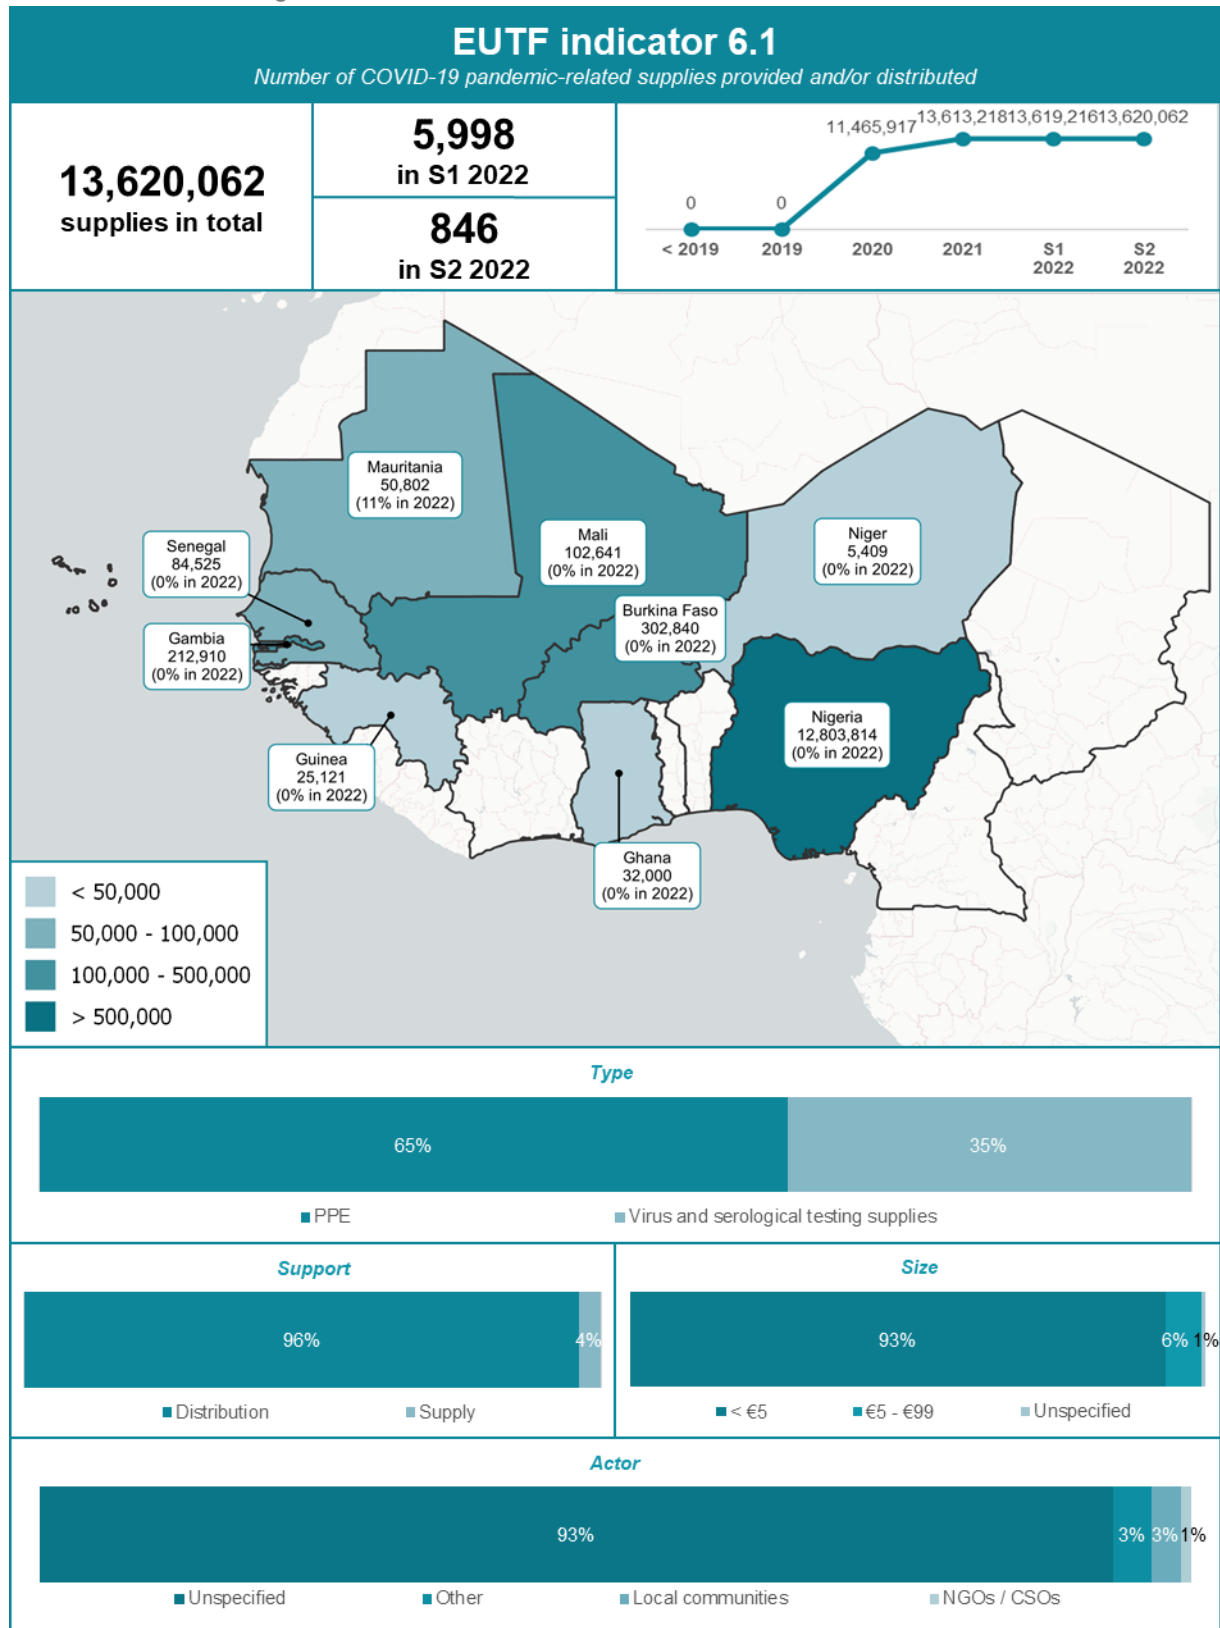 EUTF indicator 6.1
Number of COVID-19 pandemic-related supplies provided and/or distributed
13,620,062
supplies in total
5,998
in S1 2022
846
in S2 2022
0
0
11,465,917
13,613,218
13,619,216
13,620,062
< 2019
2019
2020
2021
S1
2022
S2
2022
Mauritania
50,802
(11% in 2022)
Mali
102,641
(0% in 2022)
Niger
5,409
(0% in 2022)
Senegal
84,525
(0% in 2022)
Burkina Faso
302,840
(0% in 2022)
Gambia
212,910
(0% in 2022)
Nigeria
12,803,814
(0% in 2022)
Guinea
25,121
(0% in 2022)
Ghana
32,000
(0% in 2022)
< 50,000
50,000 - 100,000
100,000 - 500,000
> 500,000
Type
65%
35%
PPE
Virus and serological testing supplies
Support
96%
4%
Distribution
Supply
Size
93%
6%
1%
< €5
€5 - €99
Unspecified
Actor
93%
3%
3%
1%
Unspecified
Other
Local communities
NGOs / CSOs